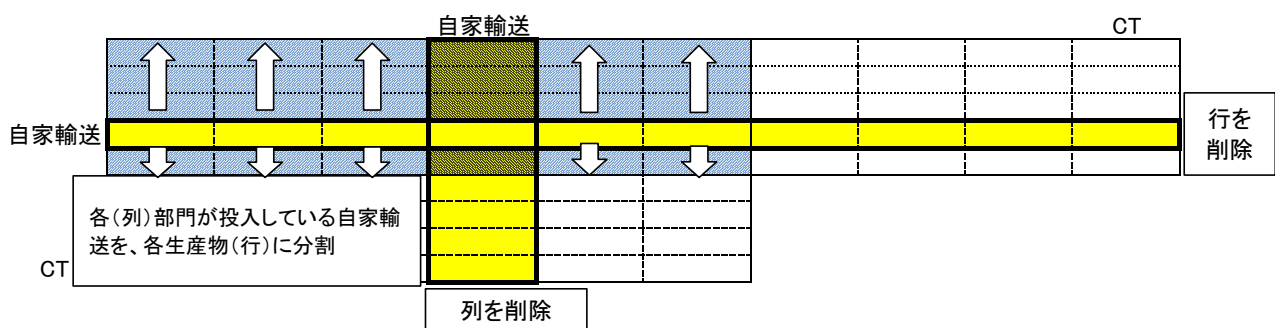 自家輸送
CT
自家輸送
行を
削除
各(列)部門が投入している自家輸
送を、各生産物(行)に分割
CT
列を削除